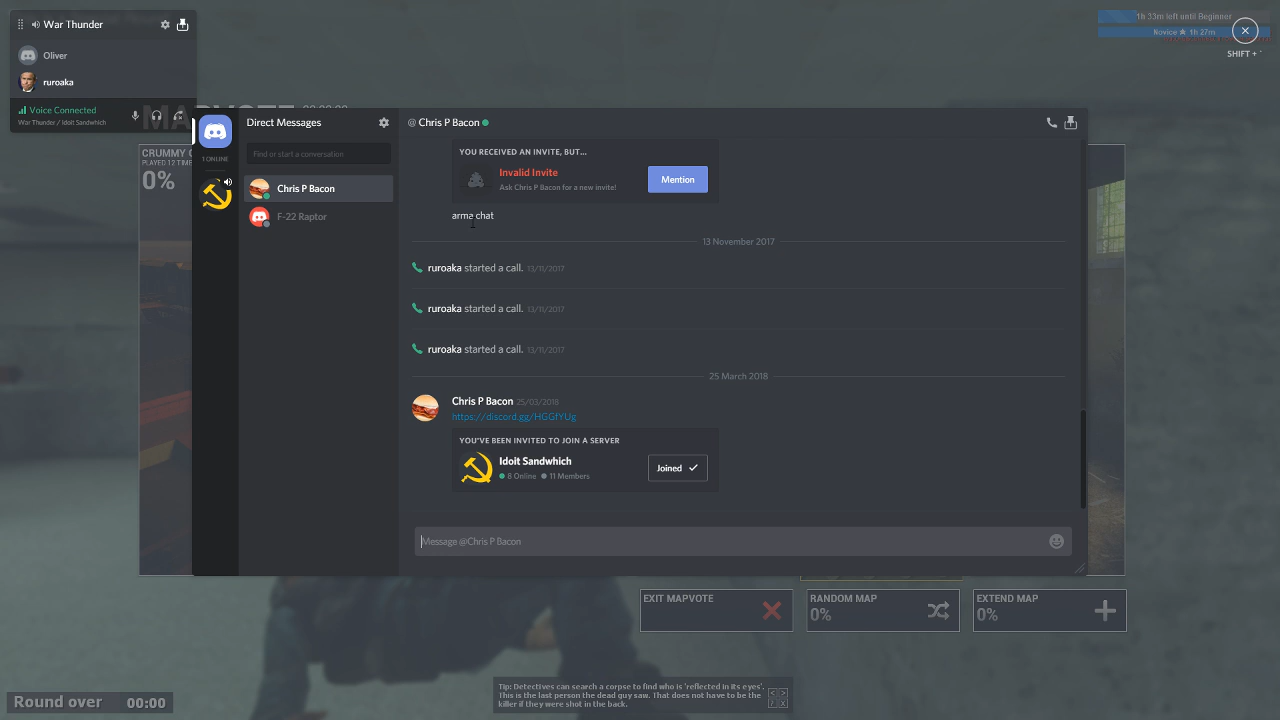 War Thunder
Oliver
ruroaka
Voice Connected
War Thunder / Idoit Sandwhich
1h 33m left until Beginner
Novice
1h 27m
SHIFT + `
00:00:00
CRUMMY
PLAYED 12 TIME
0%
1 ONLINE
Direct Messages
Find or start a conversation
Chris P Bacon
F-22 Raptor
@ Chris P Bacon
YOU RECEIVED AN INVITE, BUT...
Invalid Invite
Ask Chris P Bacon for a new invite!
Mention
arma chat
13 November 2017
ruroaka started a call. 13/11/2017
ruroaka started a call. 13/11/2017
ruroaka started a call. 13/11/2017
25 March 2018
Chris P Bacon 25/03/2018
https://discord.gg/HGGfYUg
YOU'VE BEEN INVITED TO JOIN A SERVER
Idoit Sandwhich
8 Online 11 Members
Joined
Message @Chris P Bacon
EXIT MAPVOTE
RANDOM MAP
0%
EXTEND MAP
0%
Round over 00:00
Tip: Detectives can search a corpse to find who is 'reflected in its eyes'.
This is the last person the dead guy saw. That does not have to be the
killer if they were shot in the back.